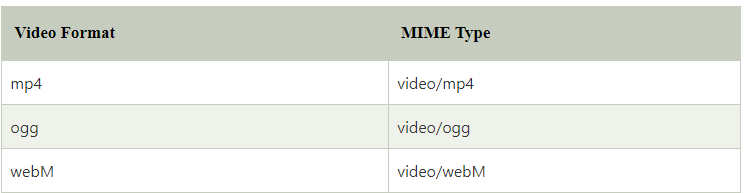 Video Format MIME Type
mp4 video/mp4
ogg video/ogg
webM video/webM